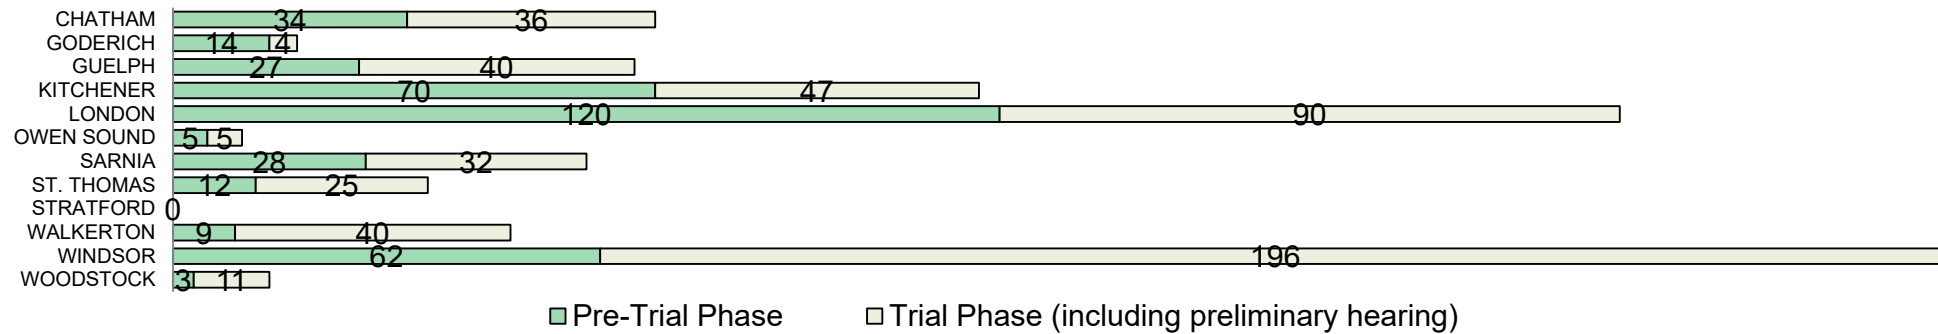 CHATHAM 34 36
GODERICH 14 4
GUELPH 27 40
KITCHENER 70 47
LONDON 120 90
OWEN SOUND 5 5
SARNIA 28 32
ST. THOMAS 12 25
STRATFORD 0
WALKERTON 9 40
WINDSOR 62 196
WOODSTOCK 3 11
Pre-Trial Phase Trial Phase (including preliminary hearing)